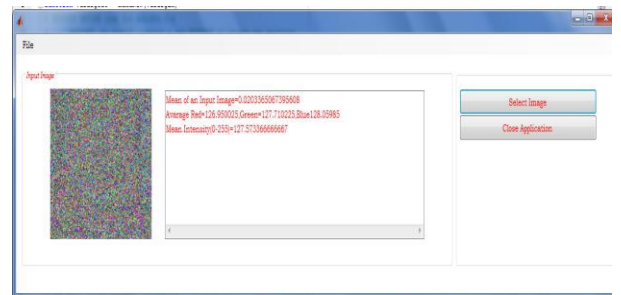 File
Input Image
Mean of an Input Image=0.0203365067395608
Average Red=126.950025;Green=127.710225;Blue128.05985
Mean Intensity(0-255)=127.573366666667
Select Image
Close Application